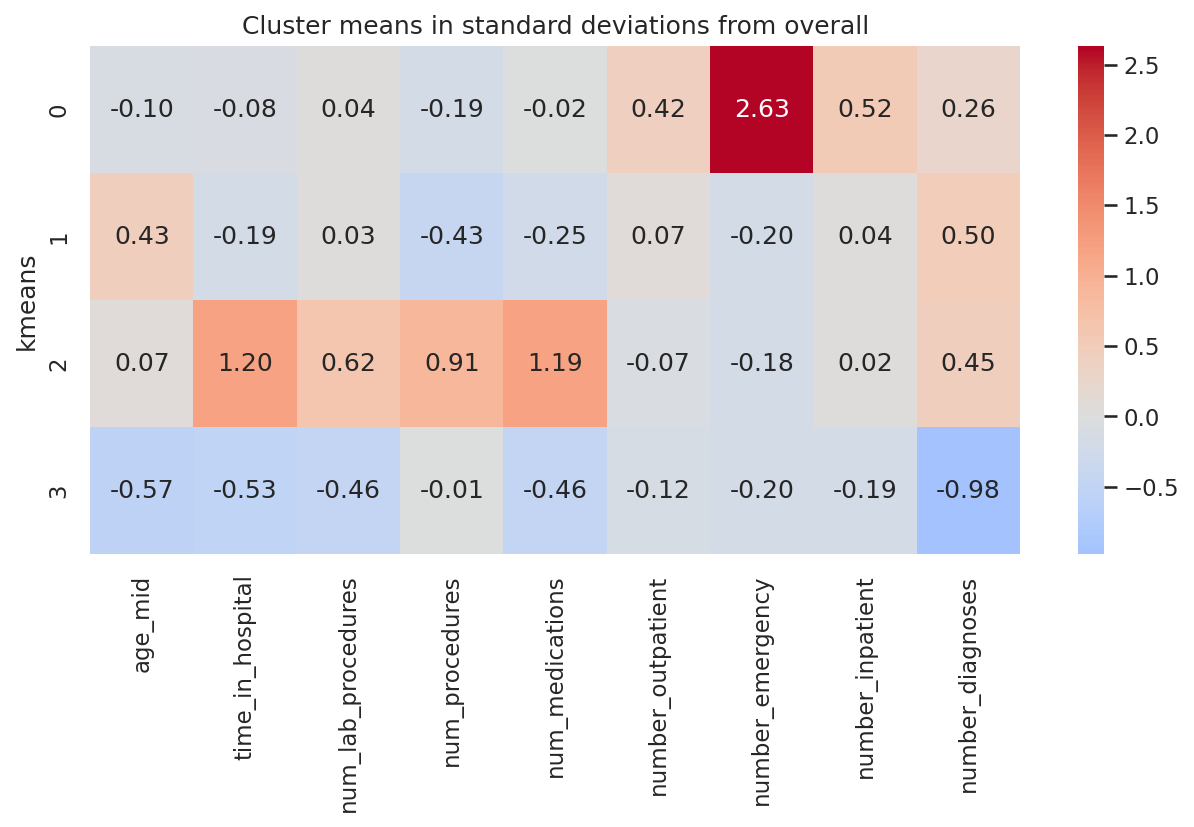 Cluster means in standard deviations from overall
kmeans
0 -0.10 -0.08 0.04 -0.19 -0.02 0.42 2.63 0.52 0.26
1 0.43 -0.19 0.03 -0.43 -0.25 0.07 -0.20 0.04 0.50
2 0.07 1.20 0.62 0.91 1.19 -0.07 -0.18 0.02 0.45
3 -0.57 -0.53 -0.46 -0.01 -0.46 -0.12 -0.20 -0.19 -0.98
age_mid
time_in_hospital
num_lab_procedures
num_procedures
num_medications
number_outpatient
number_emergency
number_inpatient
number_diagnoses
2.5
2.0
1.5
1.0
0.5
0.0
−0.5